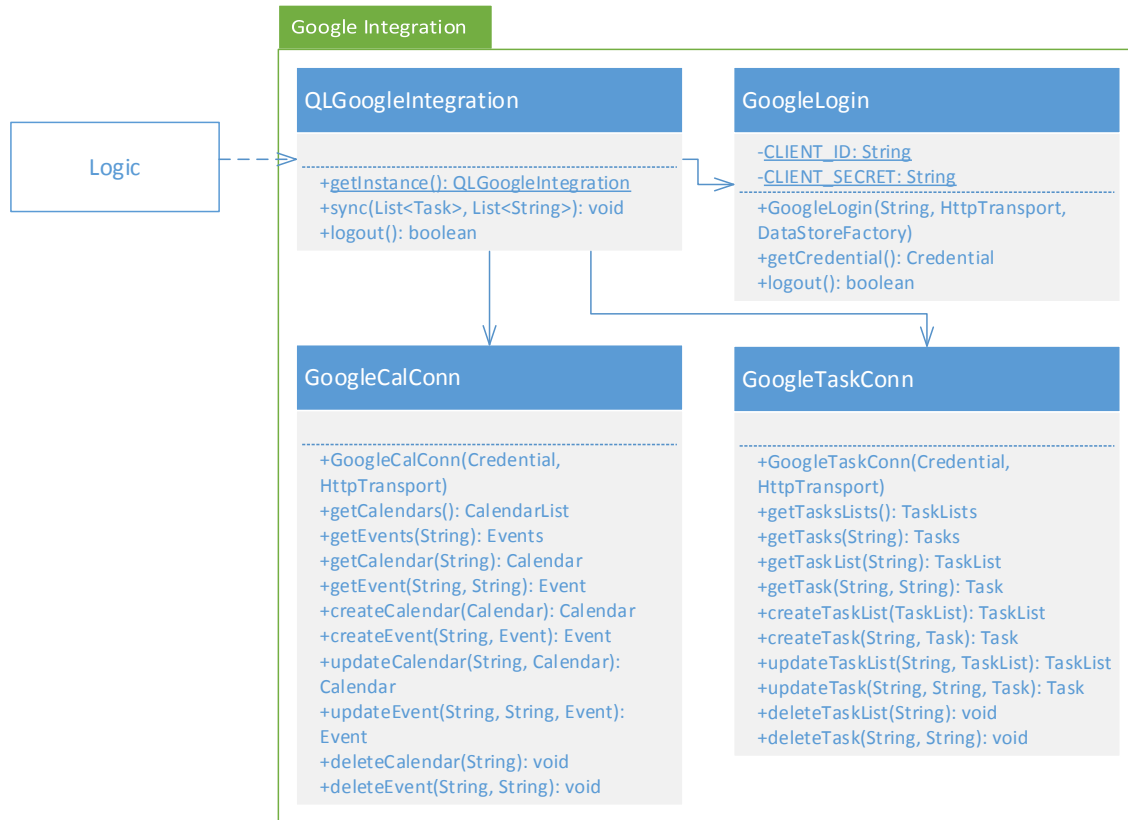 Google Integration
Logic
QLGoogleIntegration
+getInstance(): QLGoogleIntegration
+sync(List<Task>, List<String>): void
+logout(): boolean
GoogleLogin
-CLIENT_ID: String
-CLIENT_SECRET: String
+GoogleLogin(String, HttpTransport,
DataStoreFactory)
+getCredential(): Credential
+logout(): boolean
GoogleCalConn
+GoogleCalConn(Credential,
HttpTransport)
+getCalendars(): CalendarList
+getEvents(String): Events
+getCalendar(String): Calendar
+getEvent(String, String): Event
+createCalendar(Calendar): Calendar
+createEvent(String, Event): Event
+updateCalendar(String, Calendar):
Calendar
+updateEvent(String, String, Event):
Event
+deleteCalendar(String): void
+deleteEvent(String, String): void
GoogleTaskConn
+GoogleTaskConn(Credential,
HttpTransport)
+getTasksLists(): TaskLists
+getTasks(String): Tasks
+getTaskList(String): TaskList
+getTask(String, String): Task
+createTaskList(TaskList): TaskList
+createTask(String, Task): Task
+updateTaskList(String, TaskList): TaskList
+updateTask(String, String, Task): Task
+deleteTaskList(String): void
+deleteTask(String, String): void